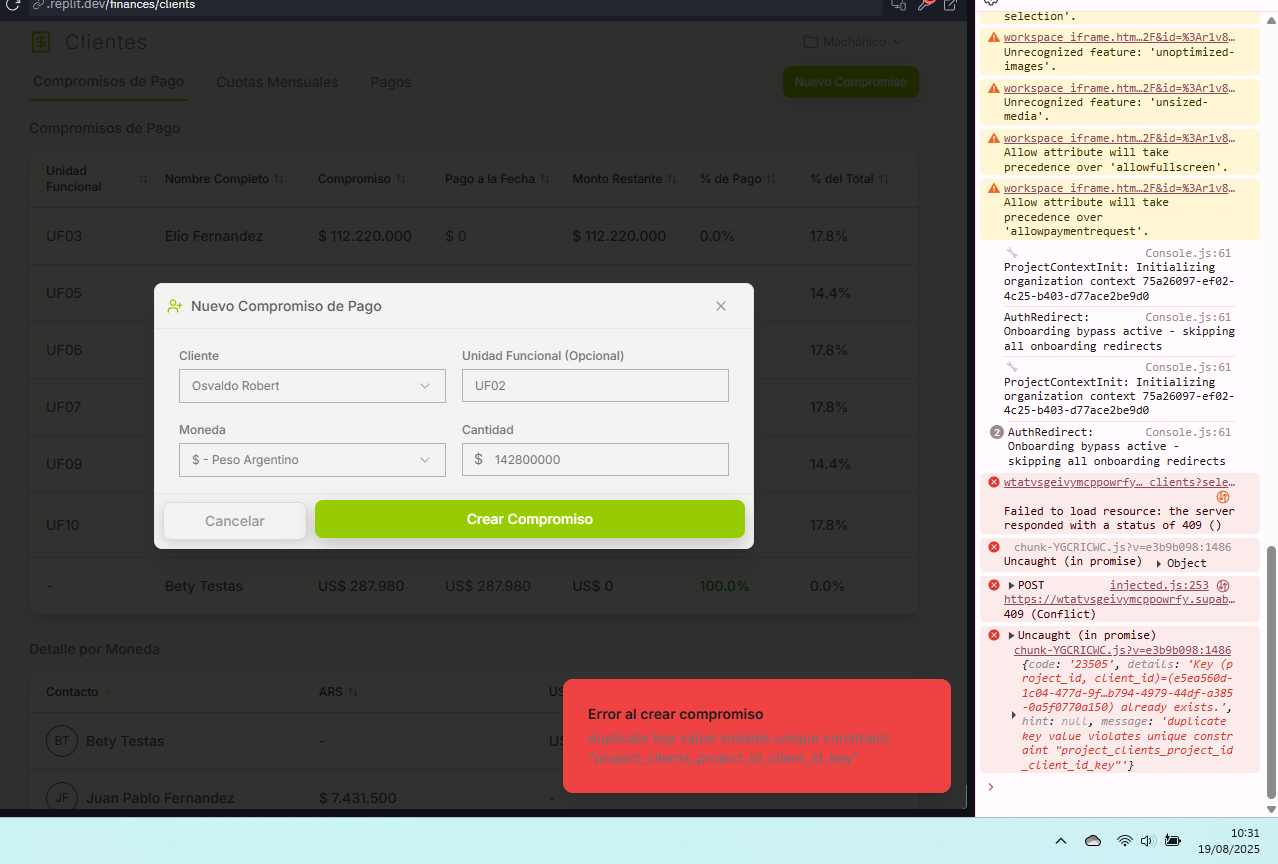 .replit.dev/finances/clients
Clientes
Machónico
Compromisos de Pago
Cuotas Mensuales
Pagos
Nuevo Compromiso
Compromisos de Pago
Unidad Funcional
Nombre Completo
Compromiso
Pago a la Fecha
Monto Restante
% de Pago
% del Total
UF03 Elio Fernandez $ 112.220.000 $ 0 $ 112.220.000 0.0% 17.8%
UF05 14.4%
UF06 17.8%
UF07 17.8%
UF09 14.4%
UF10 17.8%
- Bety Testas US$ 287.980 US$ 287.980 US$ 0 100.0% 0.0%
Nuevo Compromiso de Pago
Cliente
Osvaldo Robert
Unidad Funcional (Opcional)
UF02
Moneda
$ - Peso Argentino
Cantidad
$ 142800000
Cancelar
Crear Compromiso
Detalle por Moneda
Contacto ARS
BT Bety Testas -
JF Juan Pablo Fernandez $ 7.431.500 -
Error al crear compromiso
duplicate key value violates unique constraint
"project_clients_project_id_client_id_key"
selection'.
workspace_iframe.htm…2F&id=%3Ar1v8…
Unrecognized feature: 'unoptimized-
images'.
workspace_iframe.htm…2F&id=%3Ar1v8…
Unrecognized feature: 'unsized-
media'.
workspace_iframe.htm…2F&id=%3Ar1v8…
Allow attribute will take
precedence over 'allowfullscreen'.
workspace_iframe.htm…2F&id=%3Ar1v8…
Allow attribute will take
precedence over
'allowpaymentrequest'.
Console.js:61
ProjectContextInit: Initializing
organization context 75a26097-ef02-
4c25-b403-d77ace2be9d0
AuthRedirect: Console.js:61
Onboarding bypass active - skipping
all onboarding redirects
Console.js:61
ProjectContextInit: Initializing
organization context 75a26097-ef02-
4c25-b403-d77ace2be9d0
2 AuthRedirect: Console.js:61
Onboarding bypass active -
skipping all onboarding redirects
wtatvsgeivymcppowrfy…_clients?sele…
Failed to load resource: the server
responded with a status of 409 ()
chunk-YGCRICWC.js?v=e3b9b098:1486
Uncaught (in promise) Object
POST injected.js:253
https://wtatvsgeivymcppowrfy.supab…
409 (Conflict)
Uncaught (in promise)
chunk-YGCRICWC.js?v=e3b9b098:1486
{code: '23505', details: 'Key (p
roject_id, client_id)=(e5ea560d-
1c04-477d-9f…b794-4979-44df-a385
-0a5f0770a150) already exists.',
hint: null, message: 'duplicate
key value violates unique constr
aint "project_clients_project_id
_client_id_key"'}
10:31
19/08/2025